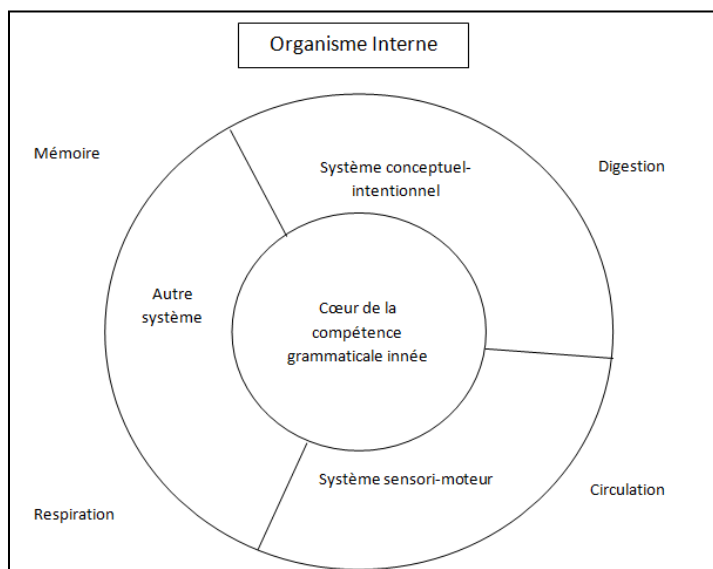 Organisme Interne
Mémoire
Système conceptuel-
intentionnel
Digestion
Autre
système
Cœur de la
compétence
grammaticale innée
Système sensori-moteur
Respiration
Circulation